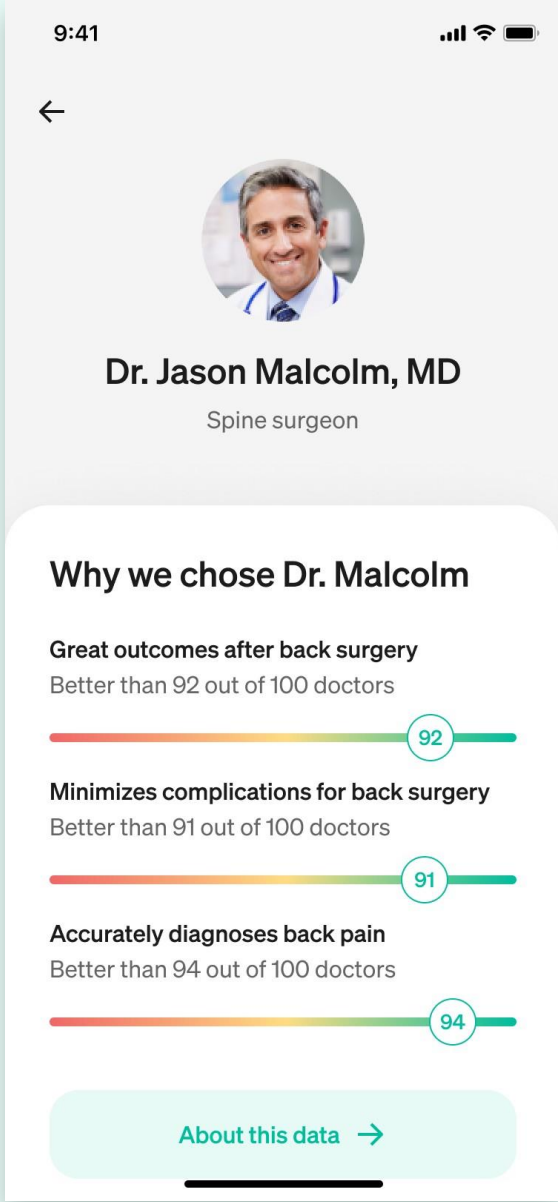 9:41
Dr. Jason Malcolm, MD
Spine surgeon
Why we chose Dr. Malcolm
Great outcomes after back surgery
Better than 92 out of 100 doctors
92
Minimizes complications for back surgery
Better than 91 out of 100 doctors
91
Accurately diagnoses back pain
Better than 94 out of 100 doctors
94
About this data →